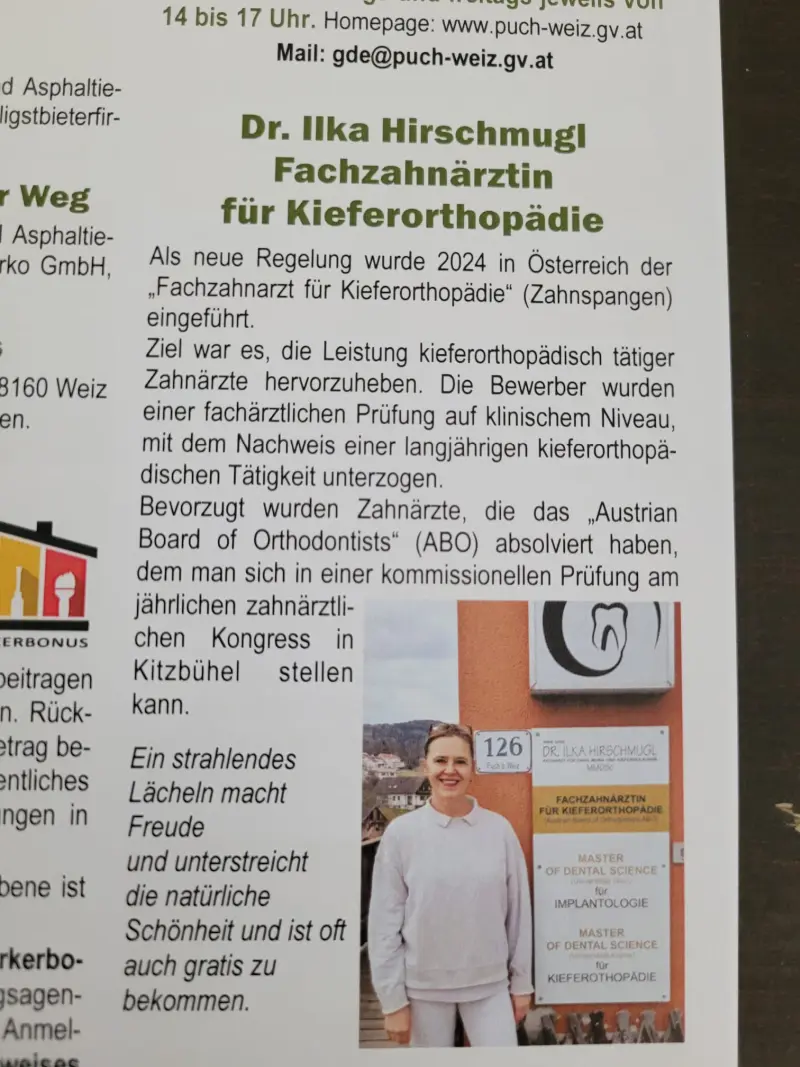 14 bis 17 Uhr. Homepage: www.puch-weiz.gv.at
Mail: gde@puch-weiz.gv.at
d Asphaltie-
ligstbieterfir-
r Weg
Asphaltie-
rko GmbH,
8160 Weiz
en.
ERBONUS
beitragen
n. Rück-
etrag be-
entliches
ungen in
bene ist
rkerbo-
gsagen-
Anmel-
weises
Dr. Ilka Hirschmugl
Fachzahnärztin
für Kieferorthopädie
Als neue Regelung wurde 2024 in Österreich der
„Fachzahnarzt für Kieferorthopädie“ (Zahnspangen)
eingeführt.
Ziel war es, die Leistung kieferorthopädisch tätiger
Zahnärzte hervorzuheben. Die Bewerber wurden
einer fachärztlichen Prüfung auf klinischem Niveau,
mit dem Nachweis einer langjährigen kieferorthopä-
dischen Tätigkeit unterzogen.
Bevorzugt wurden Zahnärzte, die das „Austrian
Board of Orthodontists“ (ABO) absolviert haben,
dem man sich in einer kommissionellen Prüfung am
jährlichen zahnärztli-
chen Kongress in
Kitzbühel stellen
kann.
Ein strahlendes
Lächeln macht
Freude
und unterstreicht
die natürliche
Schönheit und ist oft
auch gratis zu
bekommen.
126
DR. ILKA HIRSCHMUGL
FACHZAHNÄRZTIN
FÜR KIEFERORTHOPÄDIE
MASTER
OF DENTAL SCIENCE
für
IMPLANTOLOGIE
MASTER
OF DENTAL SCIENCE
für
KIEFEROTHOPÄDIE